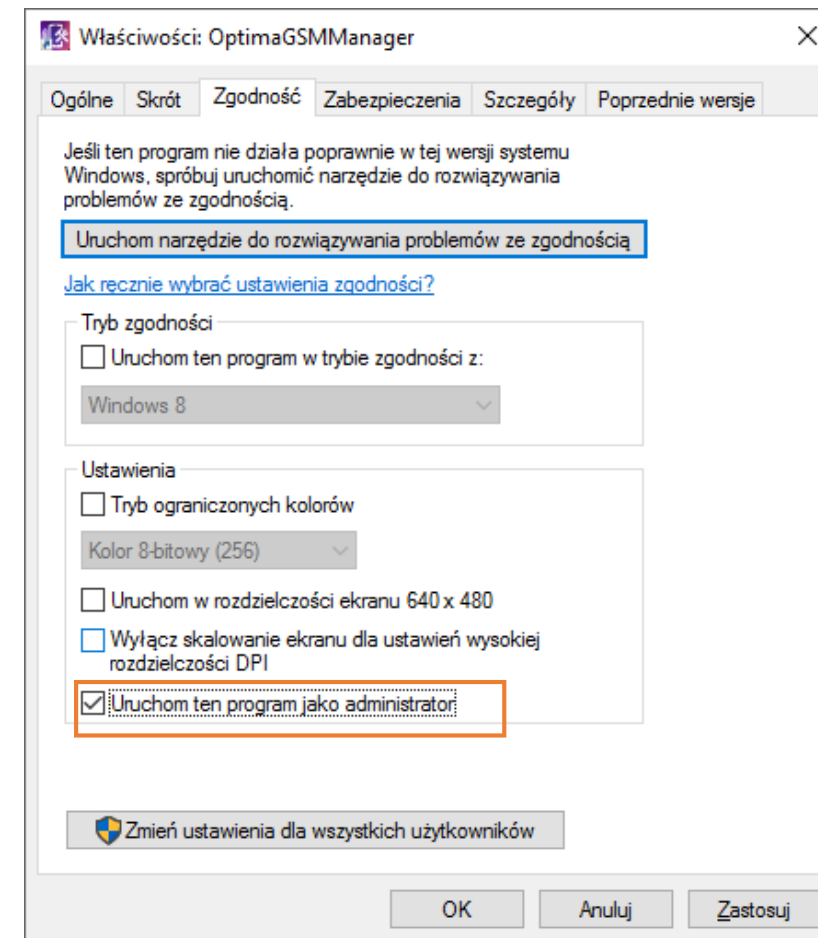 Właściwości: OptimaGSMManager
Ogólne Skrót Zgodność Zabezpieczenia Szczegóły Poprzednie wersje
Jeśli ten program nie działa poprawnie w tej wersji systemu
Windows, spróbuj uruchomić narzędzie do rozwiązywania
problemów ze zgodnością.
Uruchom narzędzie do rozwiązywania problemów ze zgodnością
Jak ręcznie wybrać ustawienia zgodności?
Tryb zgodności
Uruchom ten program w trybie zgodności z:
Windows 8
Ustawienia
Tryb ograniczonych kolorów
Kolor 8-bitowy (256)
Uruchom w rozdzielczości ekranu 640 x 480
Wyłącz skalowanie ekranu dla ustawień wysokiej
rozdzielczości DPI
Uruchom ten program jako administrator
Zmień ustawienia dla wszystkich użytkowników
OK Anuluj Zastosuj